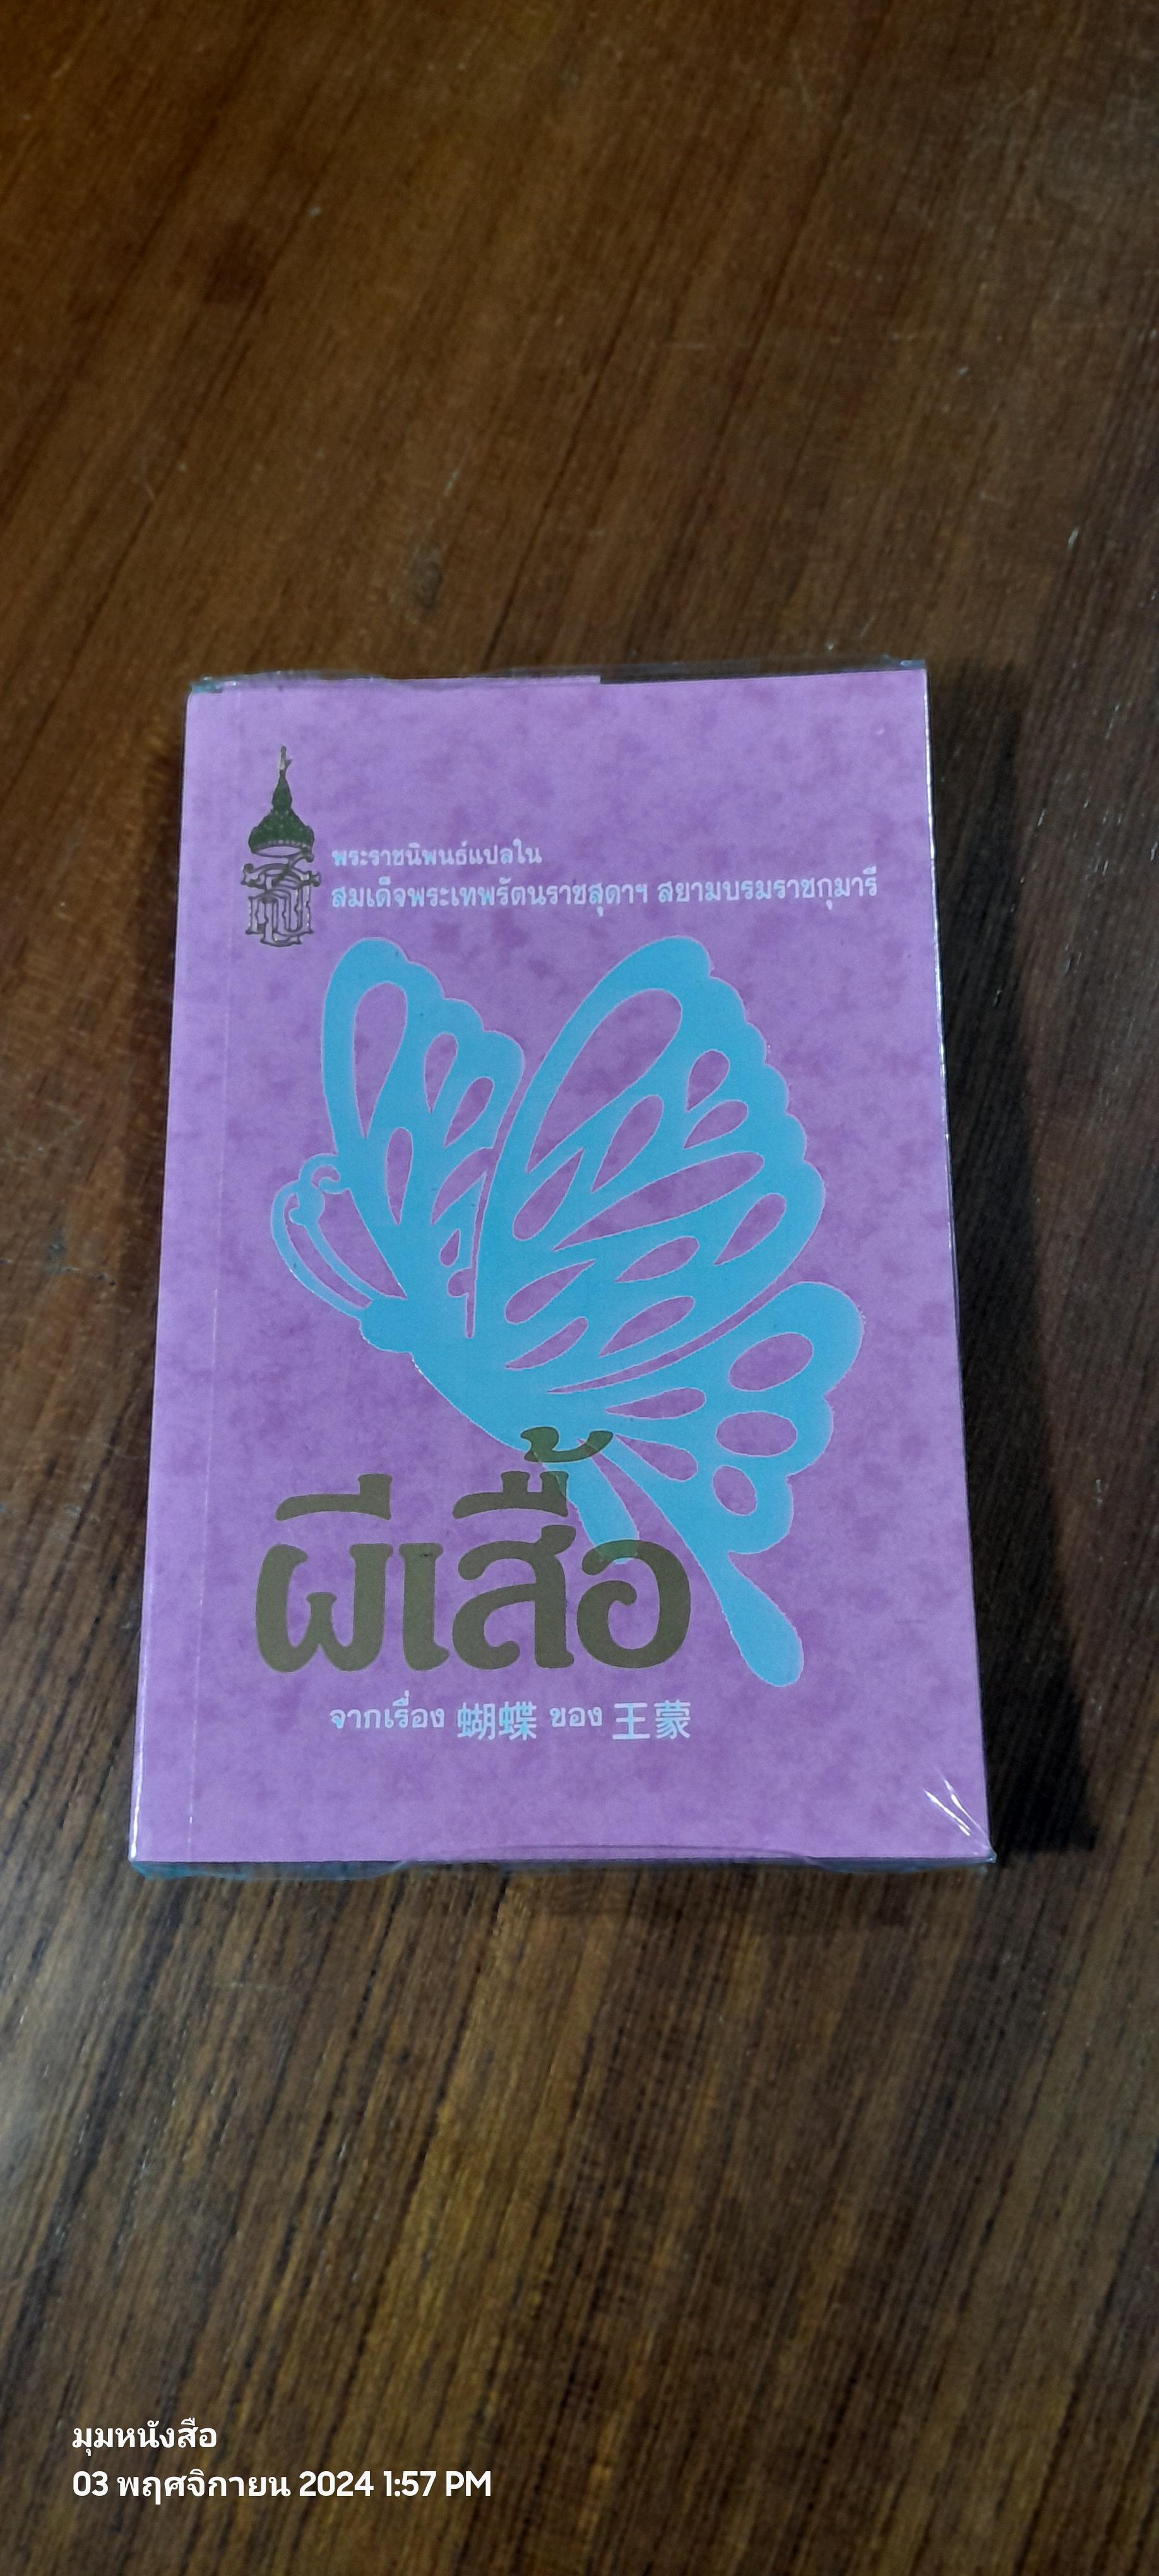 พระราชนิพนธ์แปลใน
สมเด็จพระเทพรัตนราชสุดาฯ สยามบรมราชกุมารี
ผีเสื้อ
จากเรื่อง 蝴蝶 ของ 王蒙
มุมหนังสือ
03 พฤศจิกายน 2024 1:57 PM